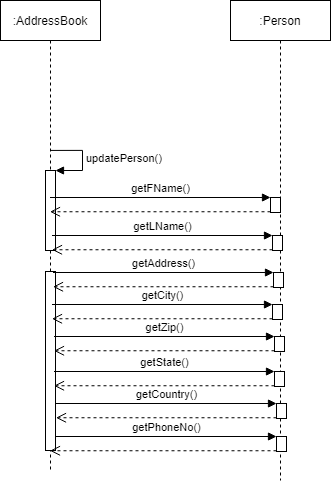 :AddressBook
:Person
updatePerson()
getFName()
getLName()
getAddress()
getCity()
getZip()
getState()
getCountry()
getPhoneNo()